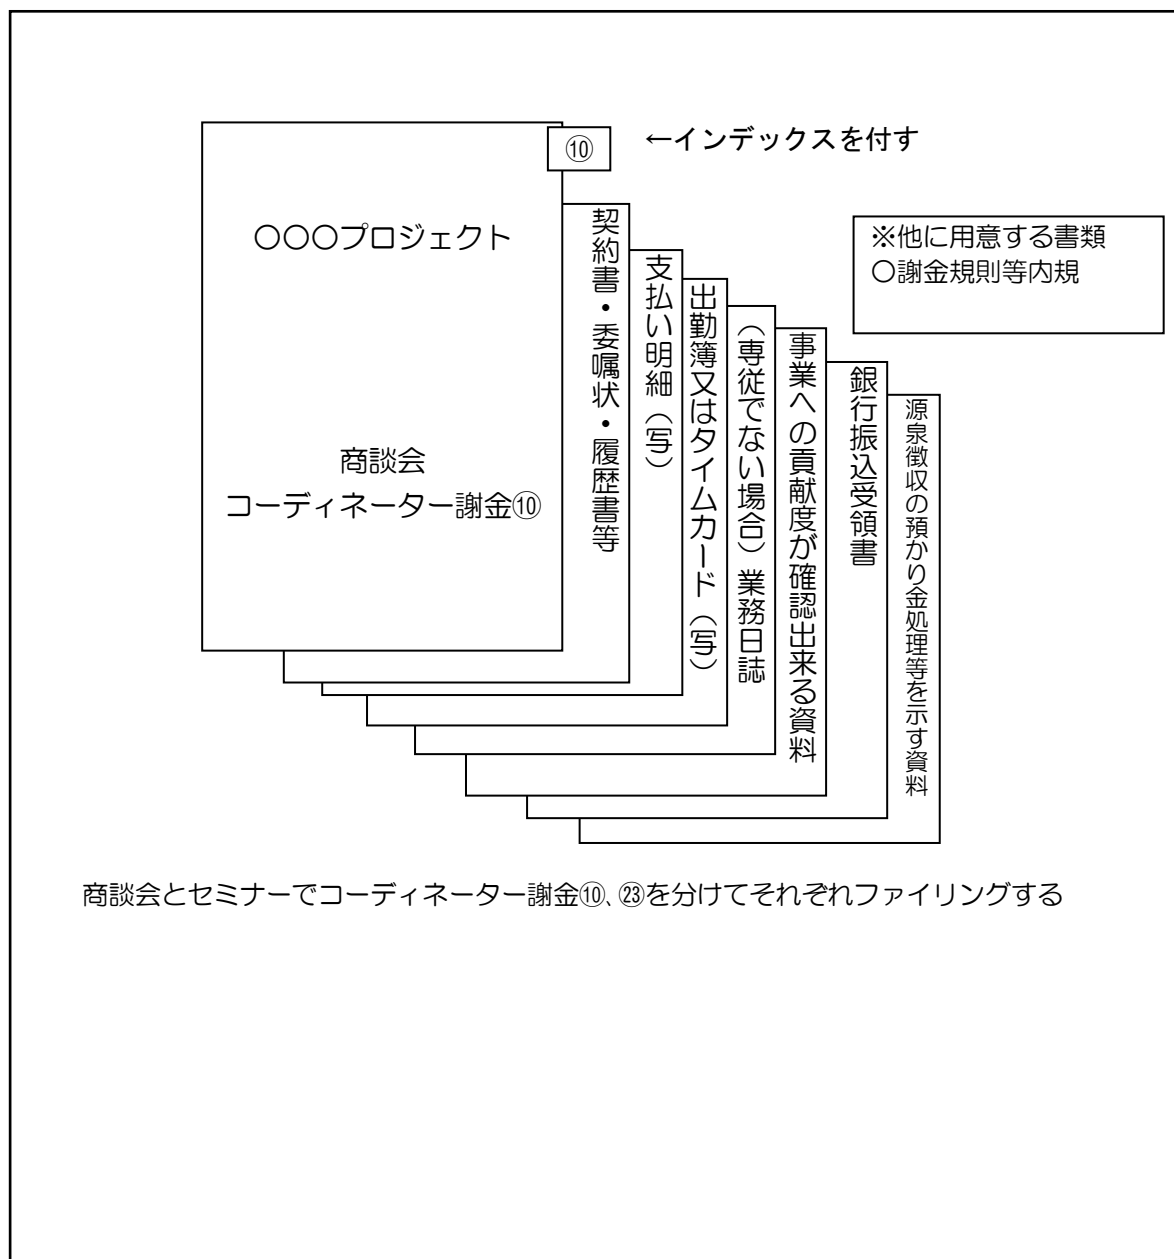 ⑩
←インデックスを付す
〇〇〇プロジェクト
商談会
コーディネーター謝金⑩
契約書・委嘱状・履歴書等
支払い明細（写）
出勤簿又はタイムカード（写）
（専従でない場合）業務日誌
事業への貢献度が確認出来る資料
銀行振込受領書
源泉徴収の預かり金処理等を示す資料
※他に用意する書類
〇謝金規則等内規
商談会とセミナーでコーディネーター謝金⑩、㉓を分けてそれぞれファイリングする